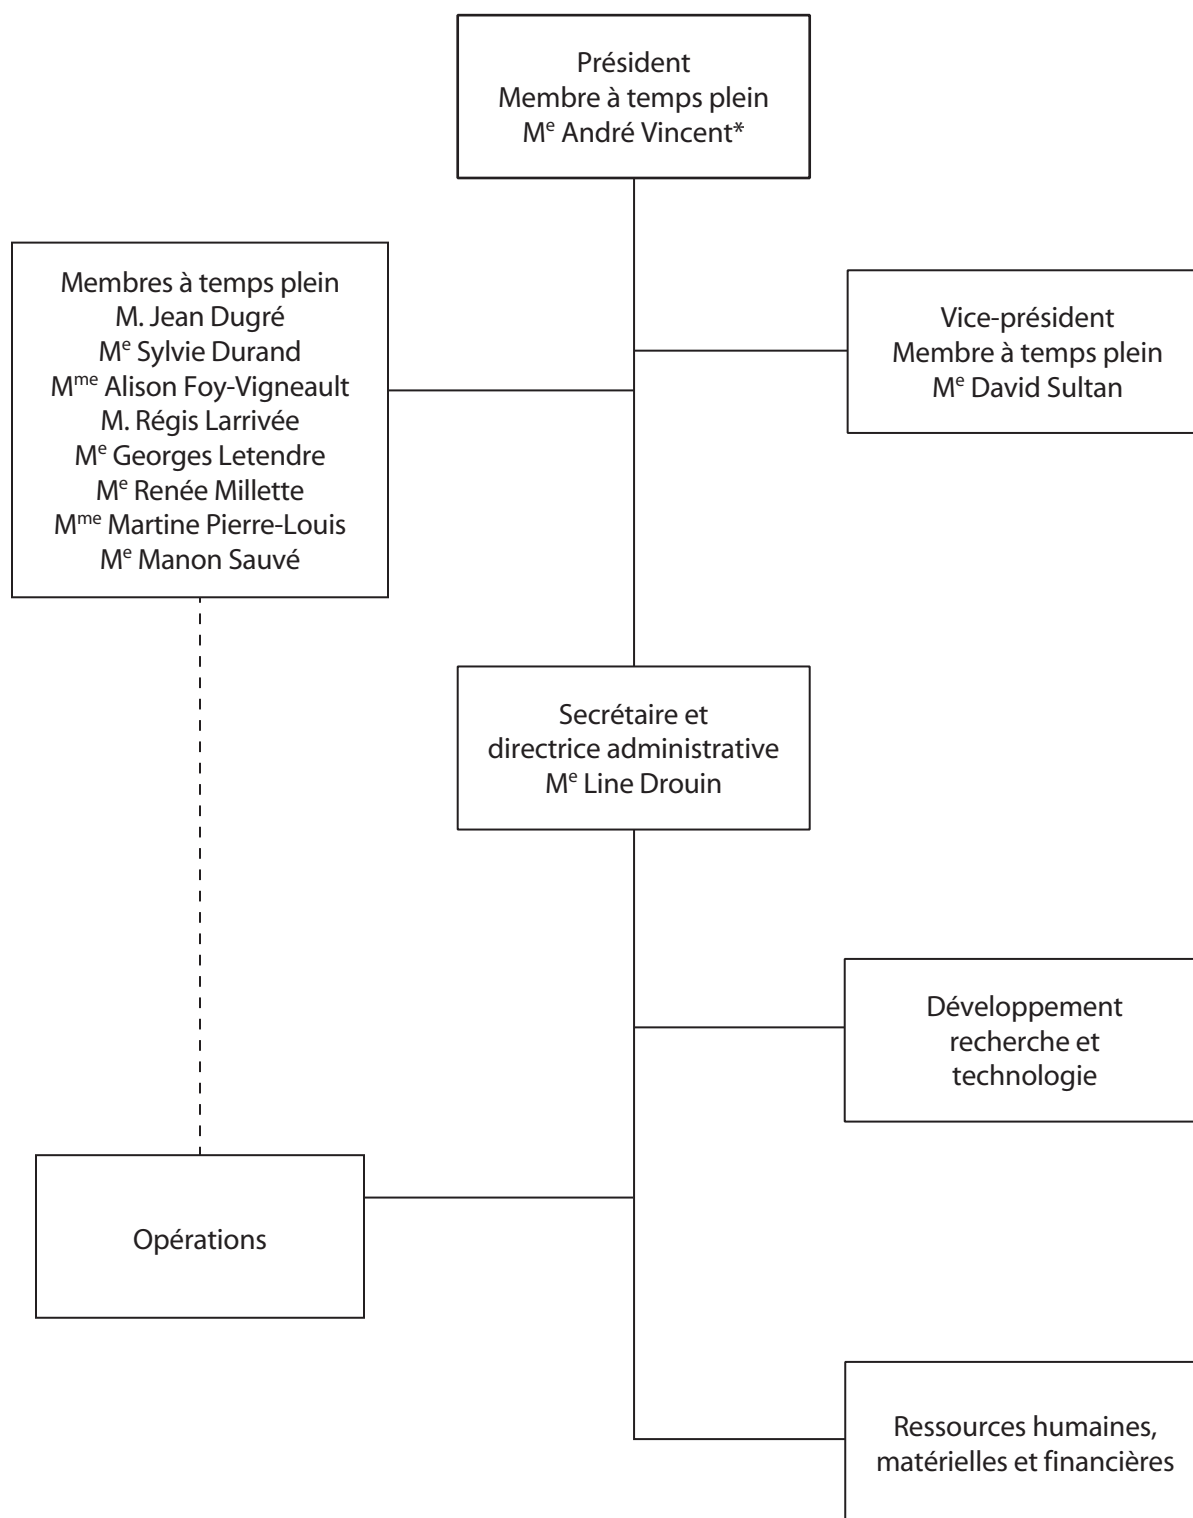 Président
Membre à temps plein
Me André Vincent*
Membres à temps plein
M. Jean Dugré
Me Sylvie Durand
Mme Alison Foy-Vigneault
M. Régis Larrivée
Me Georges Letendre
Me Renée Millette
Mme Martine Pierre-Louis
Me Manon Sauvé
Vice-président
Membre à temps plein
Me David Sultan
Secrétaire et
directrice administrative
Me Line Drouin
Développement
recherche et
technologie
Opérations
Ressources humaines,
matérielles et financières